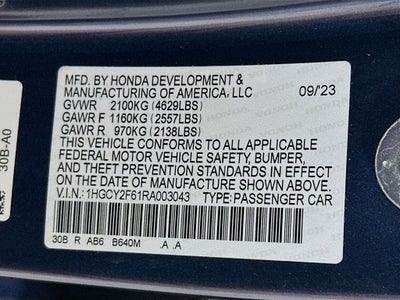 MFD. BY HONDA DEVELOPMENT &
MANUFACTURING OF AMERICA, LLC 09/'23
GVWR 2100KG (4629LBS)
GAWR F 1160KG (2557LBS)
GAWR R 970KG (2138LBS)
THIS VEHICLE CONFORMS TO ALL APPLICABLE
FEDERAL MOTOR VEHICLE SAFETY, BUMPER,
AND THEFT PREVENTION STANDARDS IN EFFECT
ON THE DATE OF MANUFACTURE SHOWN ABOVE.
V.I.N.: 1HGCY2F61RA003043 TYPE: PASSENGER CAR
30B R AB6 B640M .A .A
30B-A0